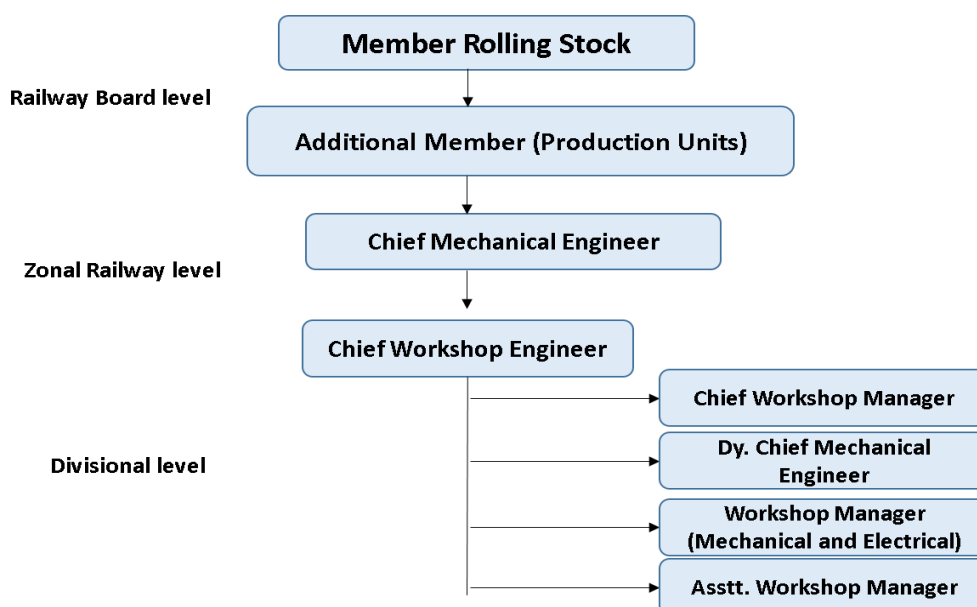 Member Rolling Stock
Railway Board level
Additional Member (Production Units)
Chief Mechanical Engineer
Zonal Railway level
Chief Workshop Engineer
Chief Workshop Manager
Dy. Chief Mechanical
Engineer
Divisional level
Workshop Manager
(Mechanical and Electrical)
Asstt. Workshop Manager